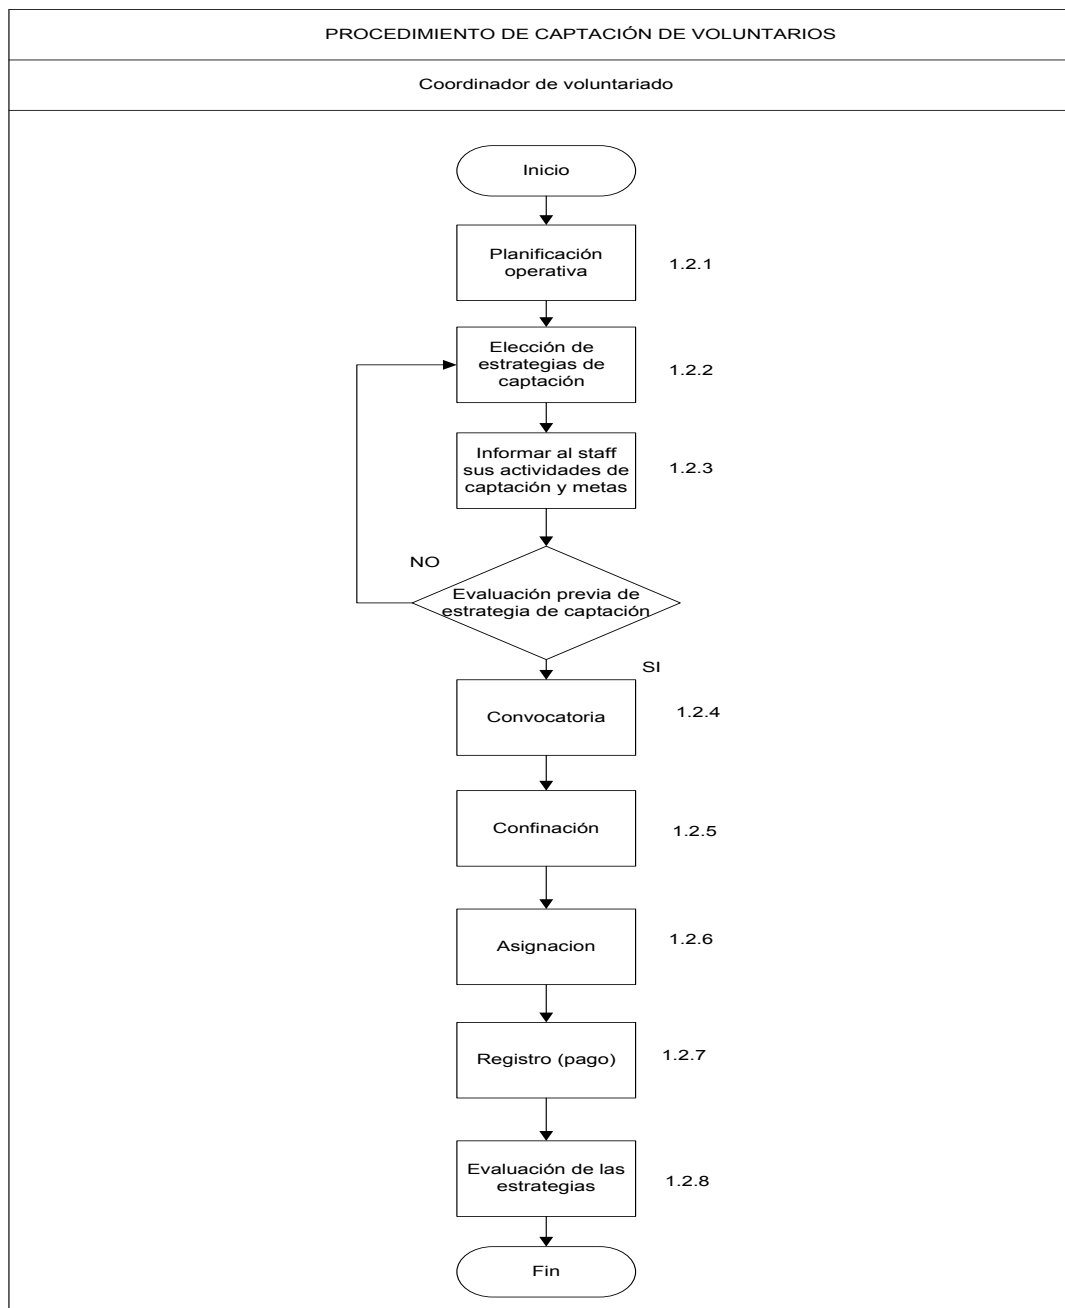 PROCEDIMIENTO DE CAPTACIÓN DE VOLUNTARIOS
Coordinador de voluntariado
Inicio
Planificación
operativa
1.2.1
Elección de
estrategias de
captación
1.2.2
Informar al staff
sus actividades de
captación y metas
1.2.3
NO
Evaluación previa de
estrategia de captación
SI
Convocatoria
1.2.4
Confinación
1.2.5
Asignacion
1.2.6
Registro (pago)
1.2.7
Evaluación de las
estrategias
1.2.8
Fin